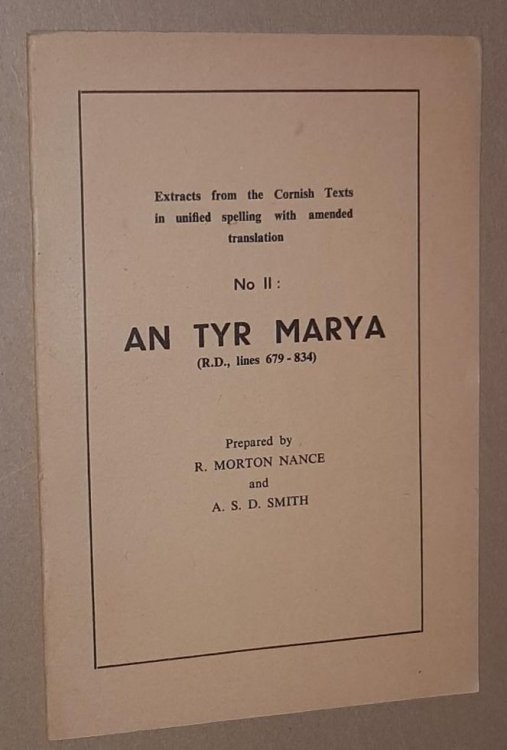 Extracts from the Cornish Texts
in unified spelling with amended
translation
No II :
AN TYR MARYA
(R.D., lines 679 - 834)
Prepared by
R. MORTON NANCE
and
A. S. D. SMITH